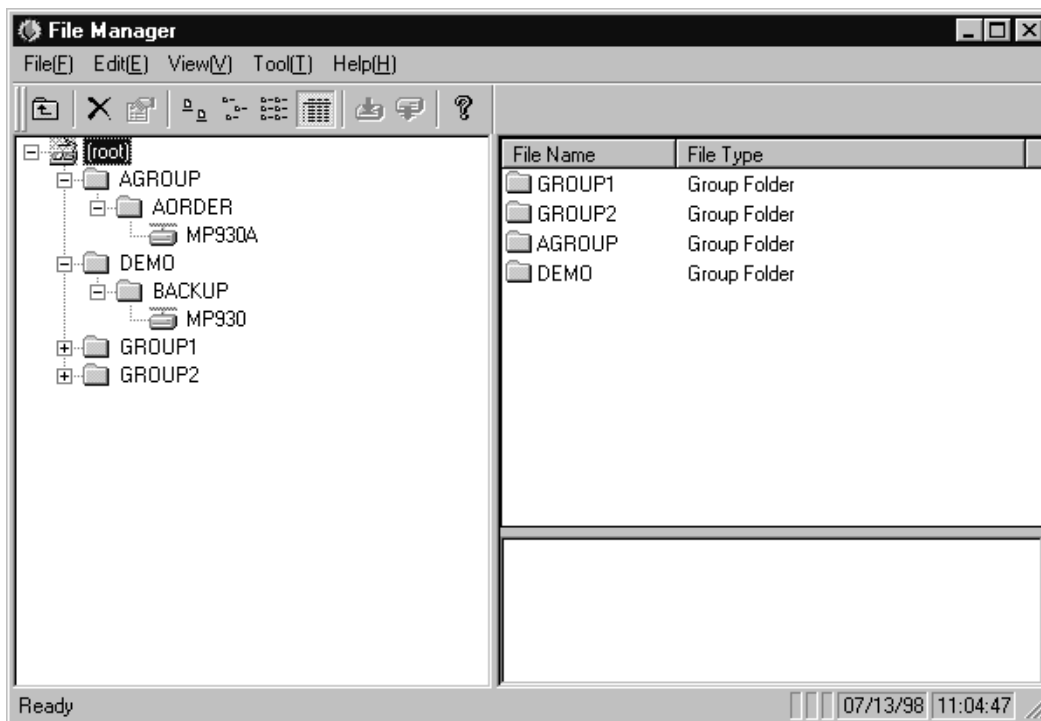 File Manager
File(F) Edit(E) View(V) Tool(T) Help(H)
(root)
AGROUP
AORDER
MP930A
DEMO
BACKUP
MP930
GROUP1
GROUP2
File Name File Type
GROUP1 Group Folder
GROUP2 Group Folder
AGROUP Group Folder
DEMO Group Folder
Ready 07/13/98 11:04:47